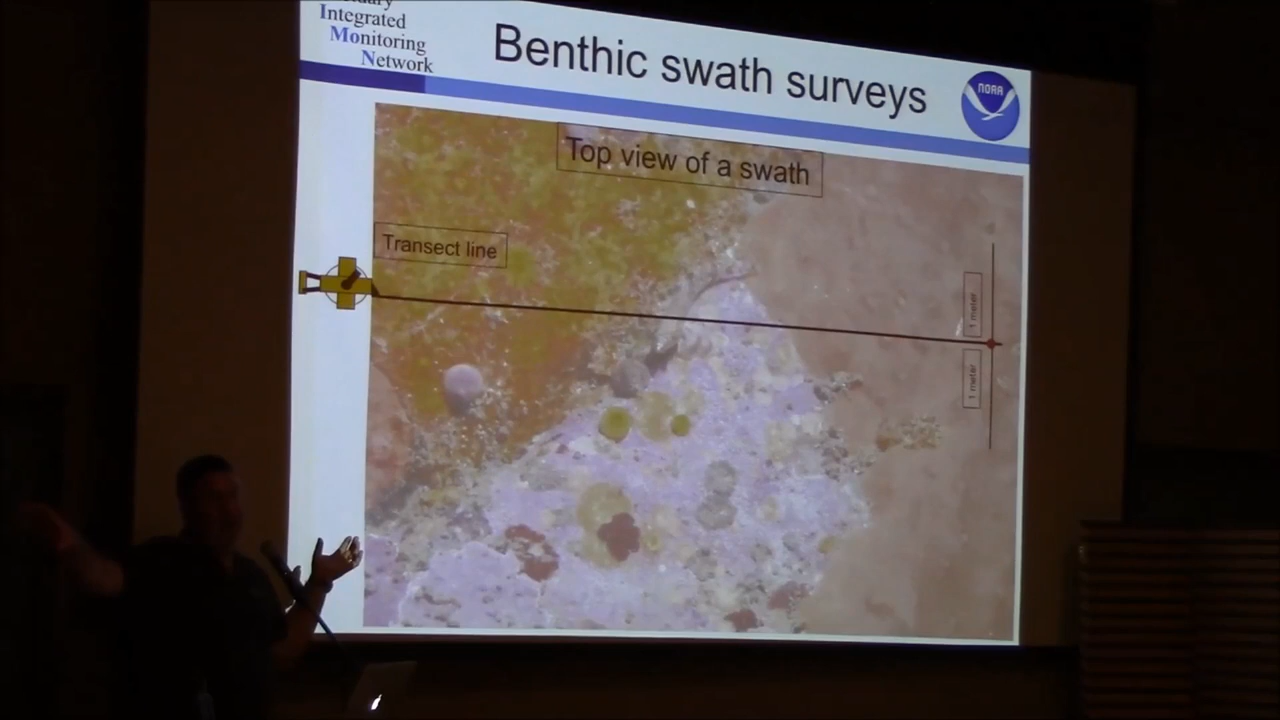 Integrated
Monitoring
Network
Benthic swath surveys
NOAA
Top view of a swath
Transect line
1 meter
1 meter